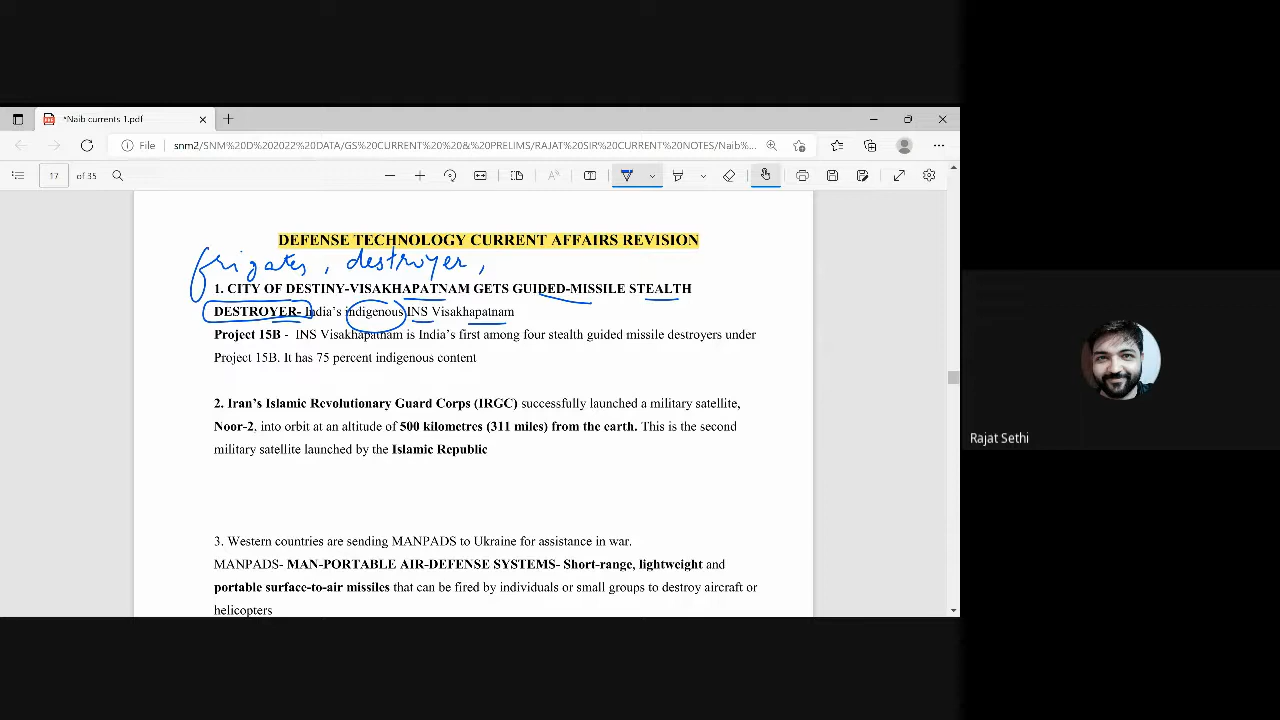 *Naib currents 1.pdf
File snm2/SNM%20D%202022%20DATA/GS%20CURRENT%20%20&%20PRELIMS/RAJAT%20SIR%20CURRENT%20NOTES/Naib%...
17 of 35
DEFENSE TECHNOLOGY CURRENT AFFAIRS REVISION
frigates, destroyer,
1. CITY OF DESTINY-VISAKHAPATNAM GETS GUIDED-MISSILE STEALTH
DESTROYER- India's indigenous INS Visakhapatnam
Project 15B - INS Visakhapatnam is India's first among four stealth guided missile destroyers under
Project 15B. It has 75 percent indigenous content
2. Iran's Islamic Revolutionary Guard Corps (IRGC) successfully launched a military satellite,
Noor-2, into orbit at an altitude of 500 kilometres (311 miles) from the earth. This is the second
military satellite launched by the Islamic Republic
Rajat Sethi
3. Western countries are sending MANPADS to Ukraine for assistance in war.
MANPADS- MAN-PORTABLE AIR-DEFENSE SYSTEMS- Short-range, lightweight and
portable surface-to-air missiles that can be fired by individuals or small groups to destroy aircraft or
helicopters